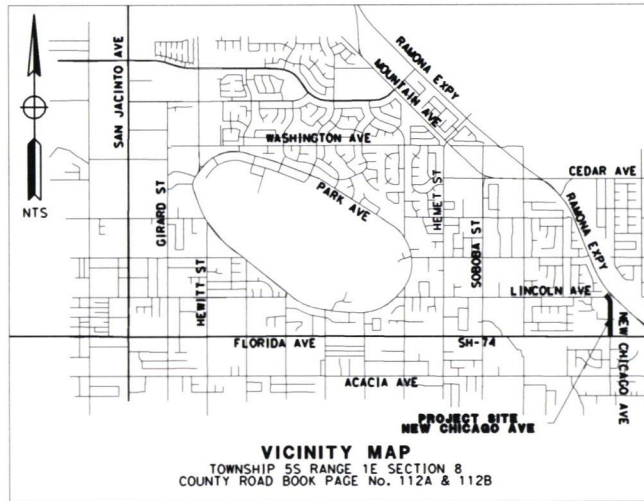 SAN JACINTO AVE
RAMONA EXPY
MOUNTAIN AVE
WASHINGTON AVE
CEDAR AVE
NTS
GIRARD ST
PARK AVE
HEMET ST
SOBOBA ST
RAMONA EXPY
HEWITT ST
LINCOLN AVE
FLORIDA AVE
SH-74
NEW CHICAGO AVE
ACACIA AVE
PROJECT SITE
NEW CHICAGO AVE
VICINITY MAP
TOWNSHIP 5S RANGE 1E SECTION 8
COUNTY ROAD BOOK PAGE No. 112A & 112B